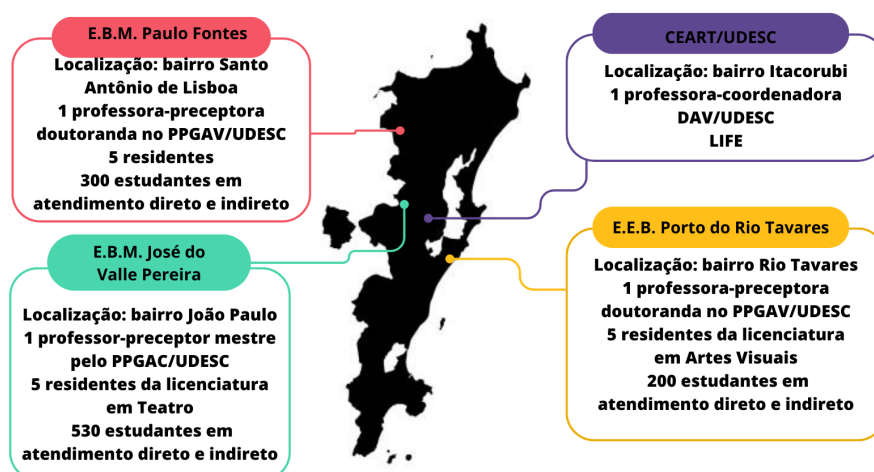 E.B.M. Paulo Fontes
Localização: bairro Santo
Antônio de Lisboa
1 professora-preceptora
doutoranda no PPGAV/UDESC
5 residentes
300 estudantes em
atendimento direto e indireto
E.B.M. José do
Valle Pereira
Localização: bairro João Paulo
1 professor-preceptor mestre
pelo PPGAC/UDESC
5 residentes da licenciatura
em Teatro
530 estudantes em
atendimento direto e indireto
CEART/UDESC
Localização: bairro Itacorubi
1 professora-coordenadora
DAV/UDESC
LIFE
E.E.B. Porto do Rio Tavares
Localização: bairro Rio Tavares
1 professora-preceptora
doutoranda no PPGAV/UDESC
5 residentes da licenciatura
em Artes Visuais
200 estudantes em
atendimento direto e indireto